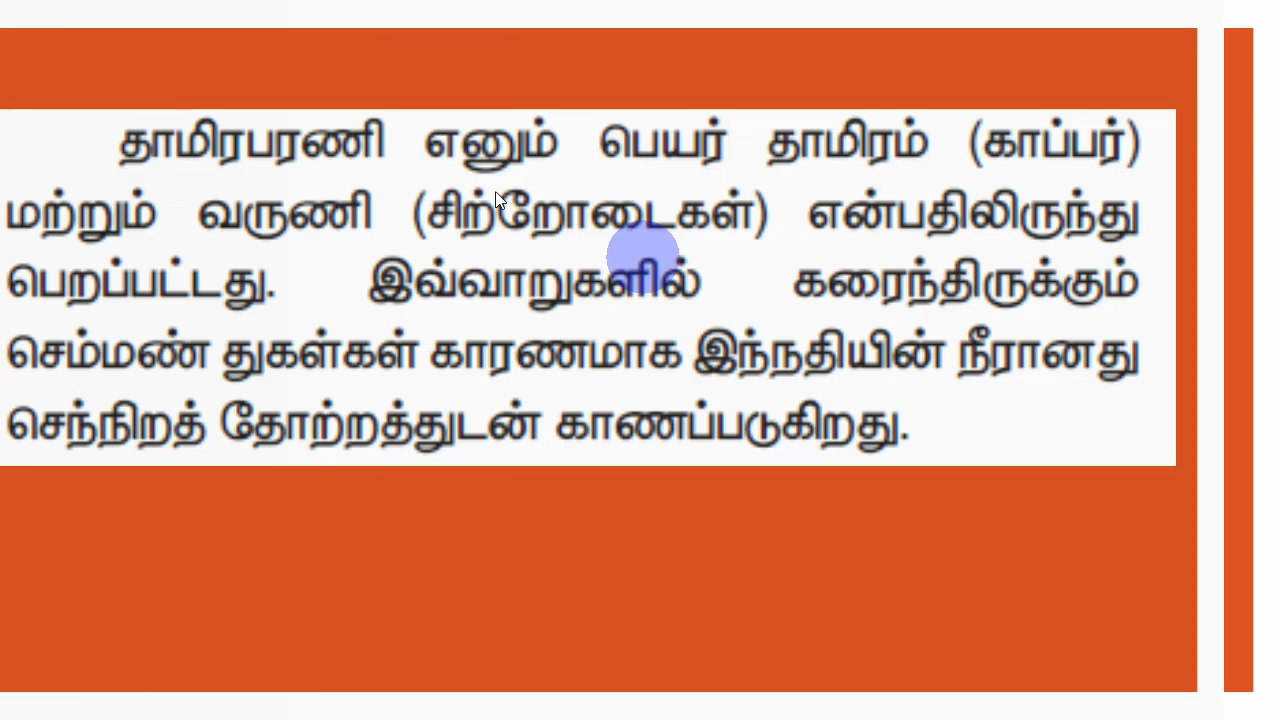 தாமிரபரணி எனும் பெயர் தாமிரம் (காப்பர்)
மற்றும் வருணி (சிற்றோடைகள்) என்பதிலிருந்து
பெறப்பட்டது. இவ்வாறுகளில் கரைந்திருக்கும்
செம்மண் துகள்கள் காரணமாக இந்நதியின் நீரானது
செந்நிறத் தோற்றத்துடன் காணப்படுகிறது.